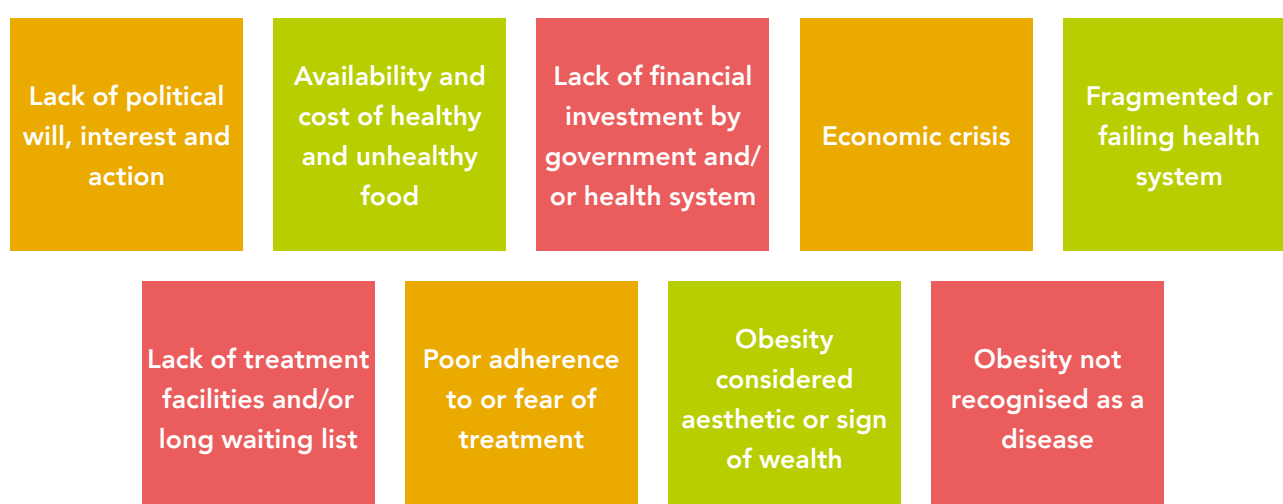 Lack of political
will, interest and
action
Availability and
cost of healthy
and unhealthy
food
Lack of financial
investment by
government and/
or health system
Economic crisis
Fragmented or
failing health
system
Lack of treatment
facilities and/or
long waiting list
Poor adherence
to or fear of
treatment
Obesity
considered
aesthetic or sign
of wealth
Obesity not
recognised as a
disease